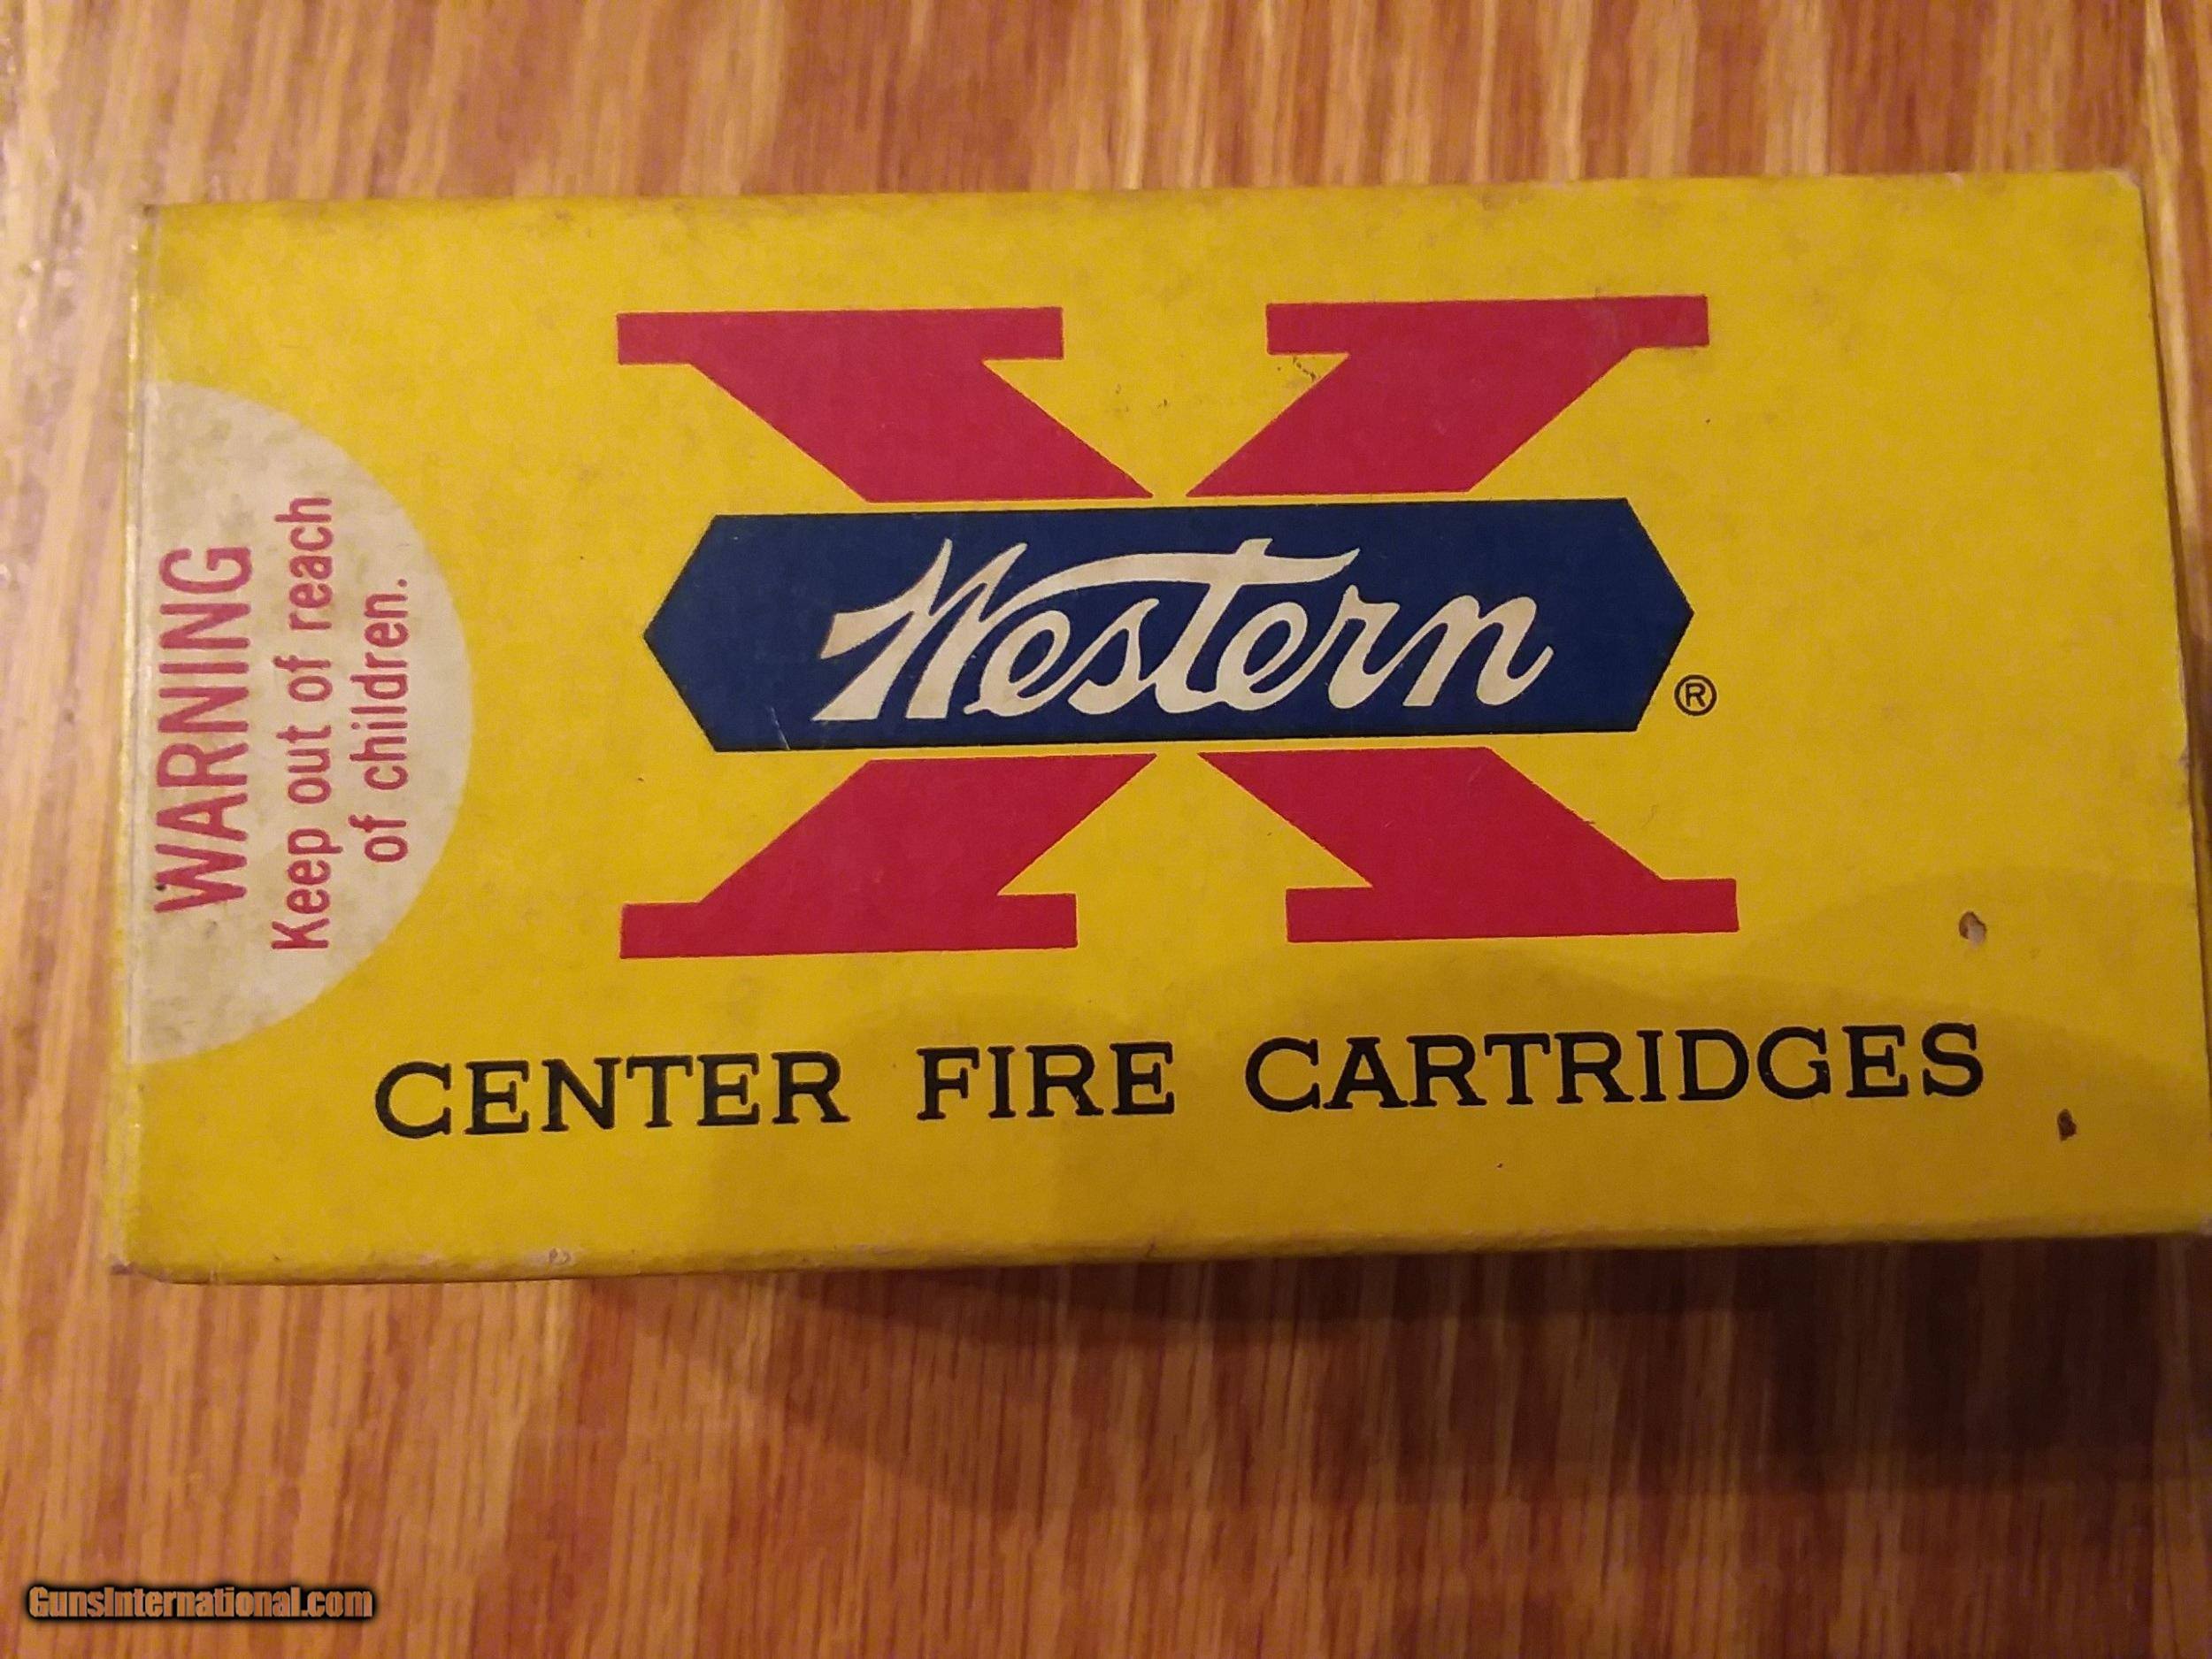 WARNING
Keep out of reach
of children.
X
Western
®
CENTER FIRE CARTRIDGES
GunsInternational.com